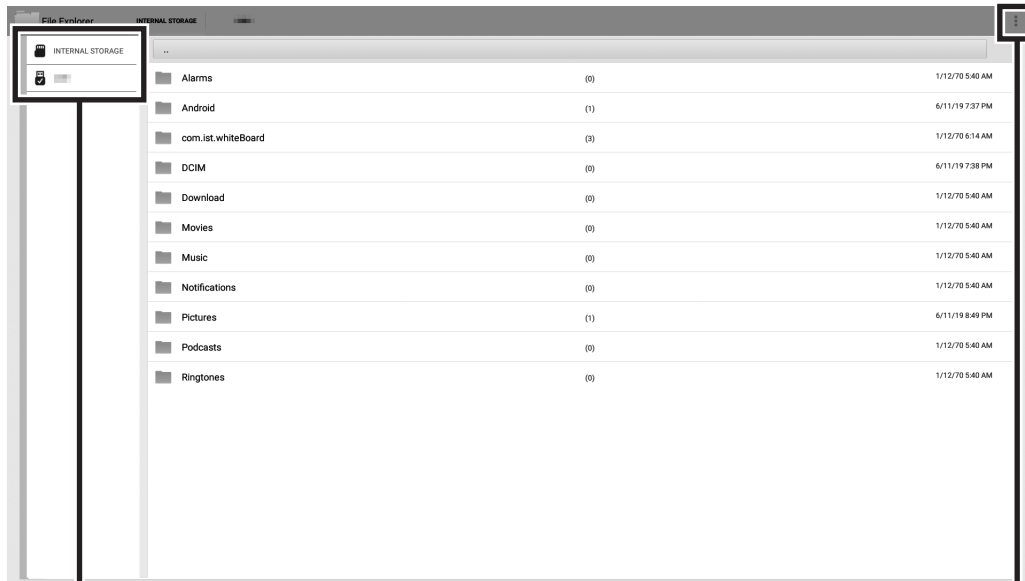 File Explorer INTERNAL STORAGE
INTERNAL STORAGE
..
Alarms (0) 1/12/70 5:40 AM
Android (1) 6/11/19 7:37 PM
com.ist.whiteBoard (3) 1/12/70 6:14 AM
DCIM (0) 6/11/19 7:38 PM
Download (0) 1/12/70 5:40 AM
Movies (0) 1/12/70 5:40 AM
Music (0) 1/12/70 5:40 AM
Notifications (0) 1/12/70 5:40 AM
Pictures (1) 6/11/19 8:49 PM
Podcasts (0) 1/12/70 5:40 AM
Ringtones (0) 1/12/70 5:40 AM